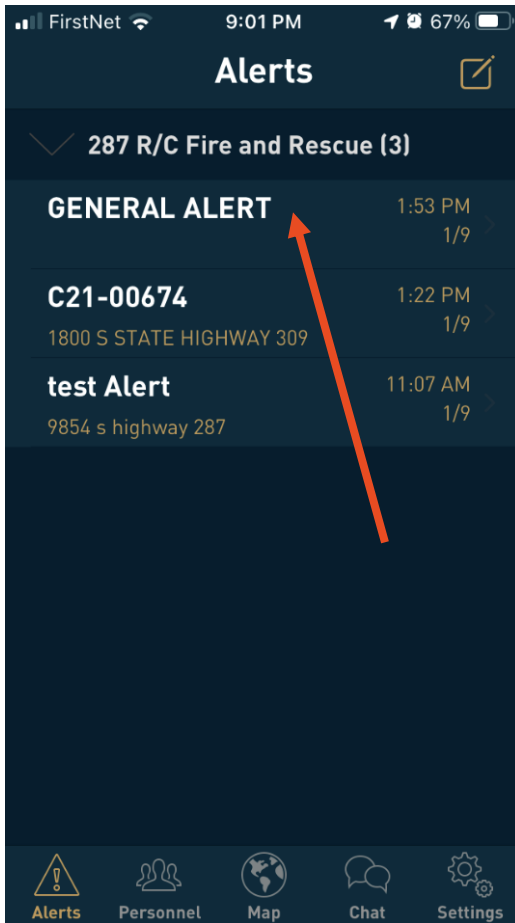 FirstNet 9:01 PM 67%
Alerts
287 R/C Fire and Rescue (3)
GENERAL ALERT 1:53 PM
1/9
C21-00674 1:22 PM
1800 S STATE HIGHWAY 309 1/9
test Alert 11:07 AM
9854 s highway 287 1/9
Alerts Personnel Map Chat Settings